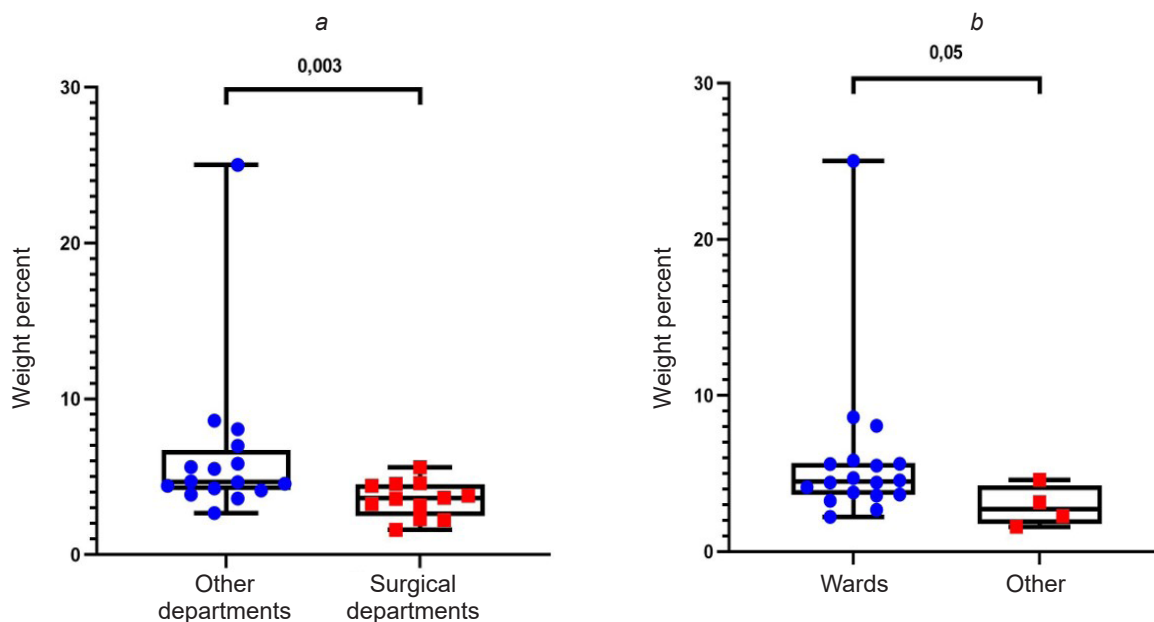 a
0,003
30
20
10
0
Weight percent
Other
departments
Surgical
departments
b
0,05
30
20
10
0
Weight percent
Wards
Other